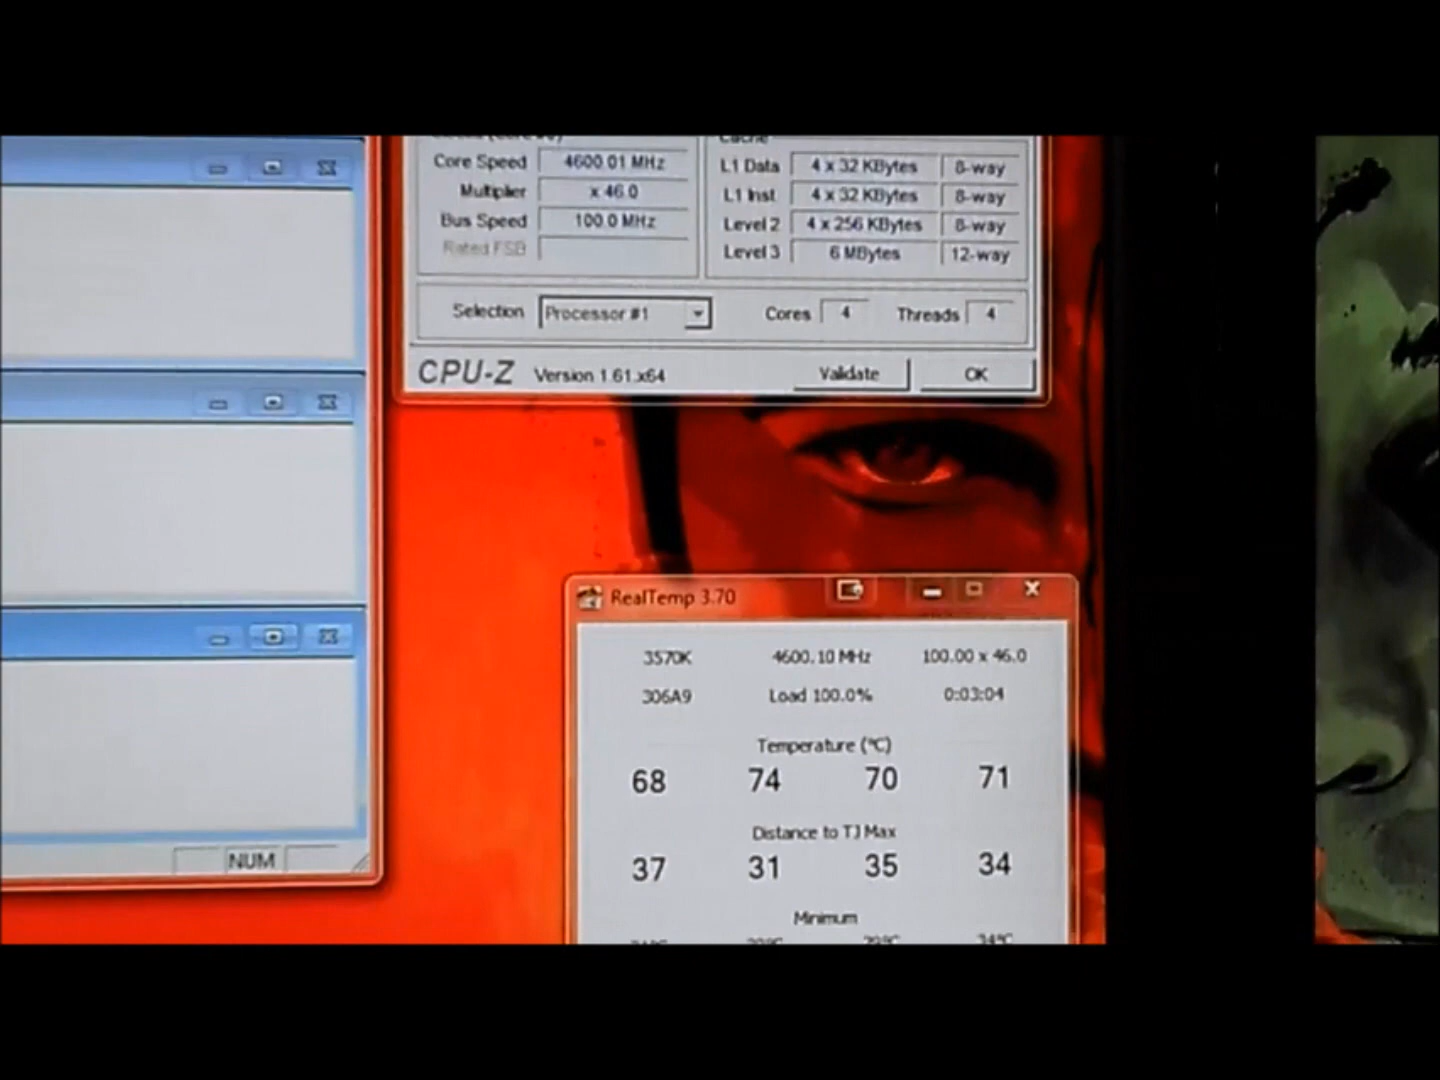 Cache
Core Speed 4600.01 MHz
Multiplier x 46.0
Bus Speed 100.0 MHz
Rated FSB
L1 Data 4 x 32 KBytes 8-way
L1 Inst 4 x 32 KBytes 8-way
Level 2 4 x 256 KBytes 8-way
Level 3 6 MBytes 12-way
Selection Processor #1 Cores 4 Threads 4
CPU-Z Version 1.61.x64 Validate OK
NUM
RealTemp 3.70
3570K 4600.10 MHz 100.00 x 46.0
306A9 Load 100.0% 0:03:04
Temperature (°C)
68 74 70 71
Distance to TJ Max
37 31 35 34
Minimum